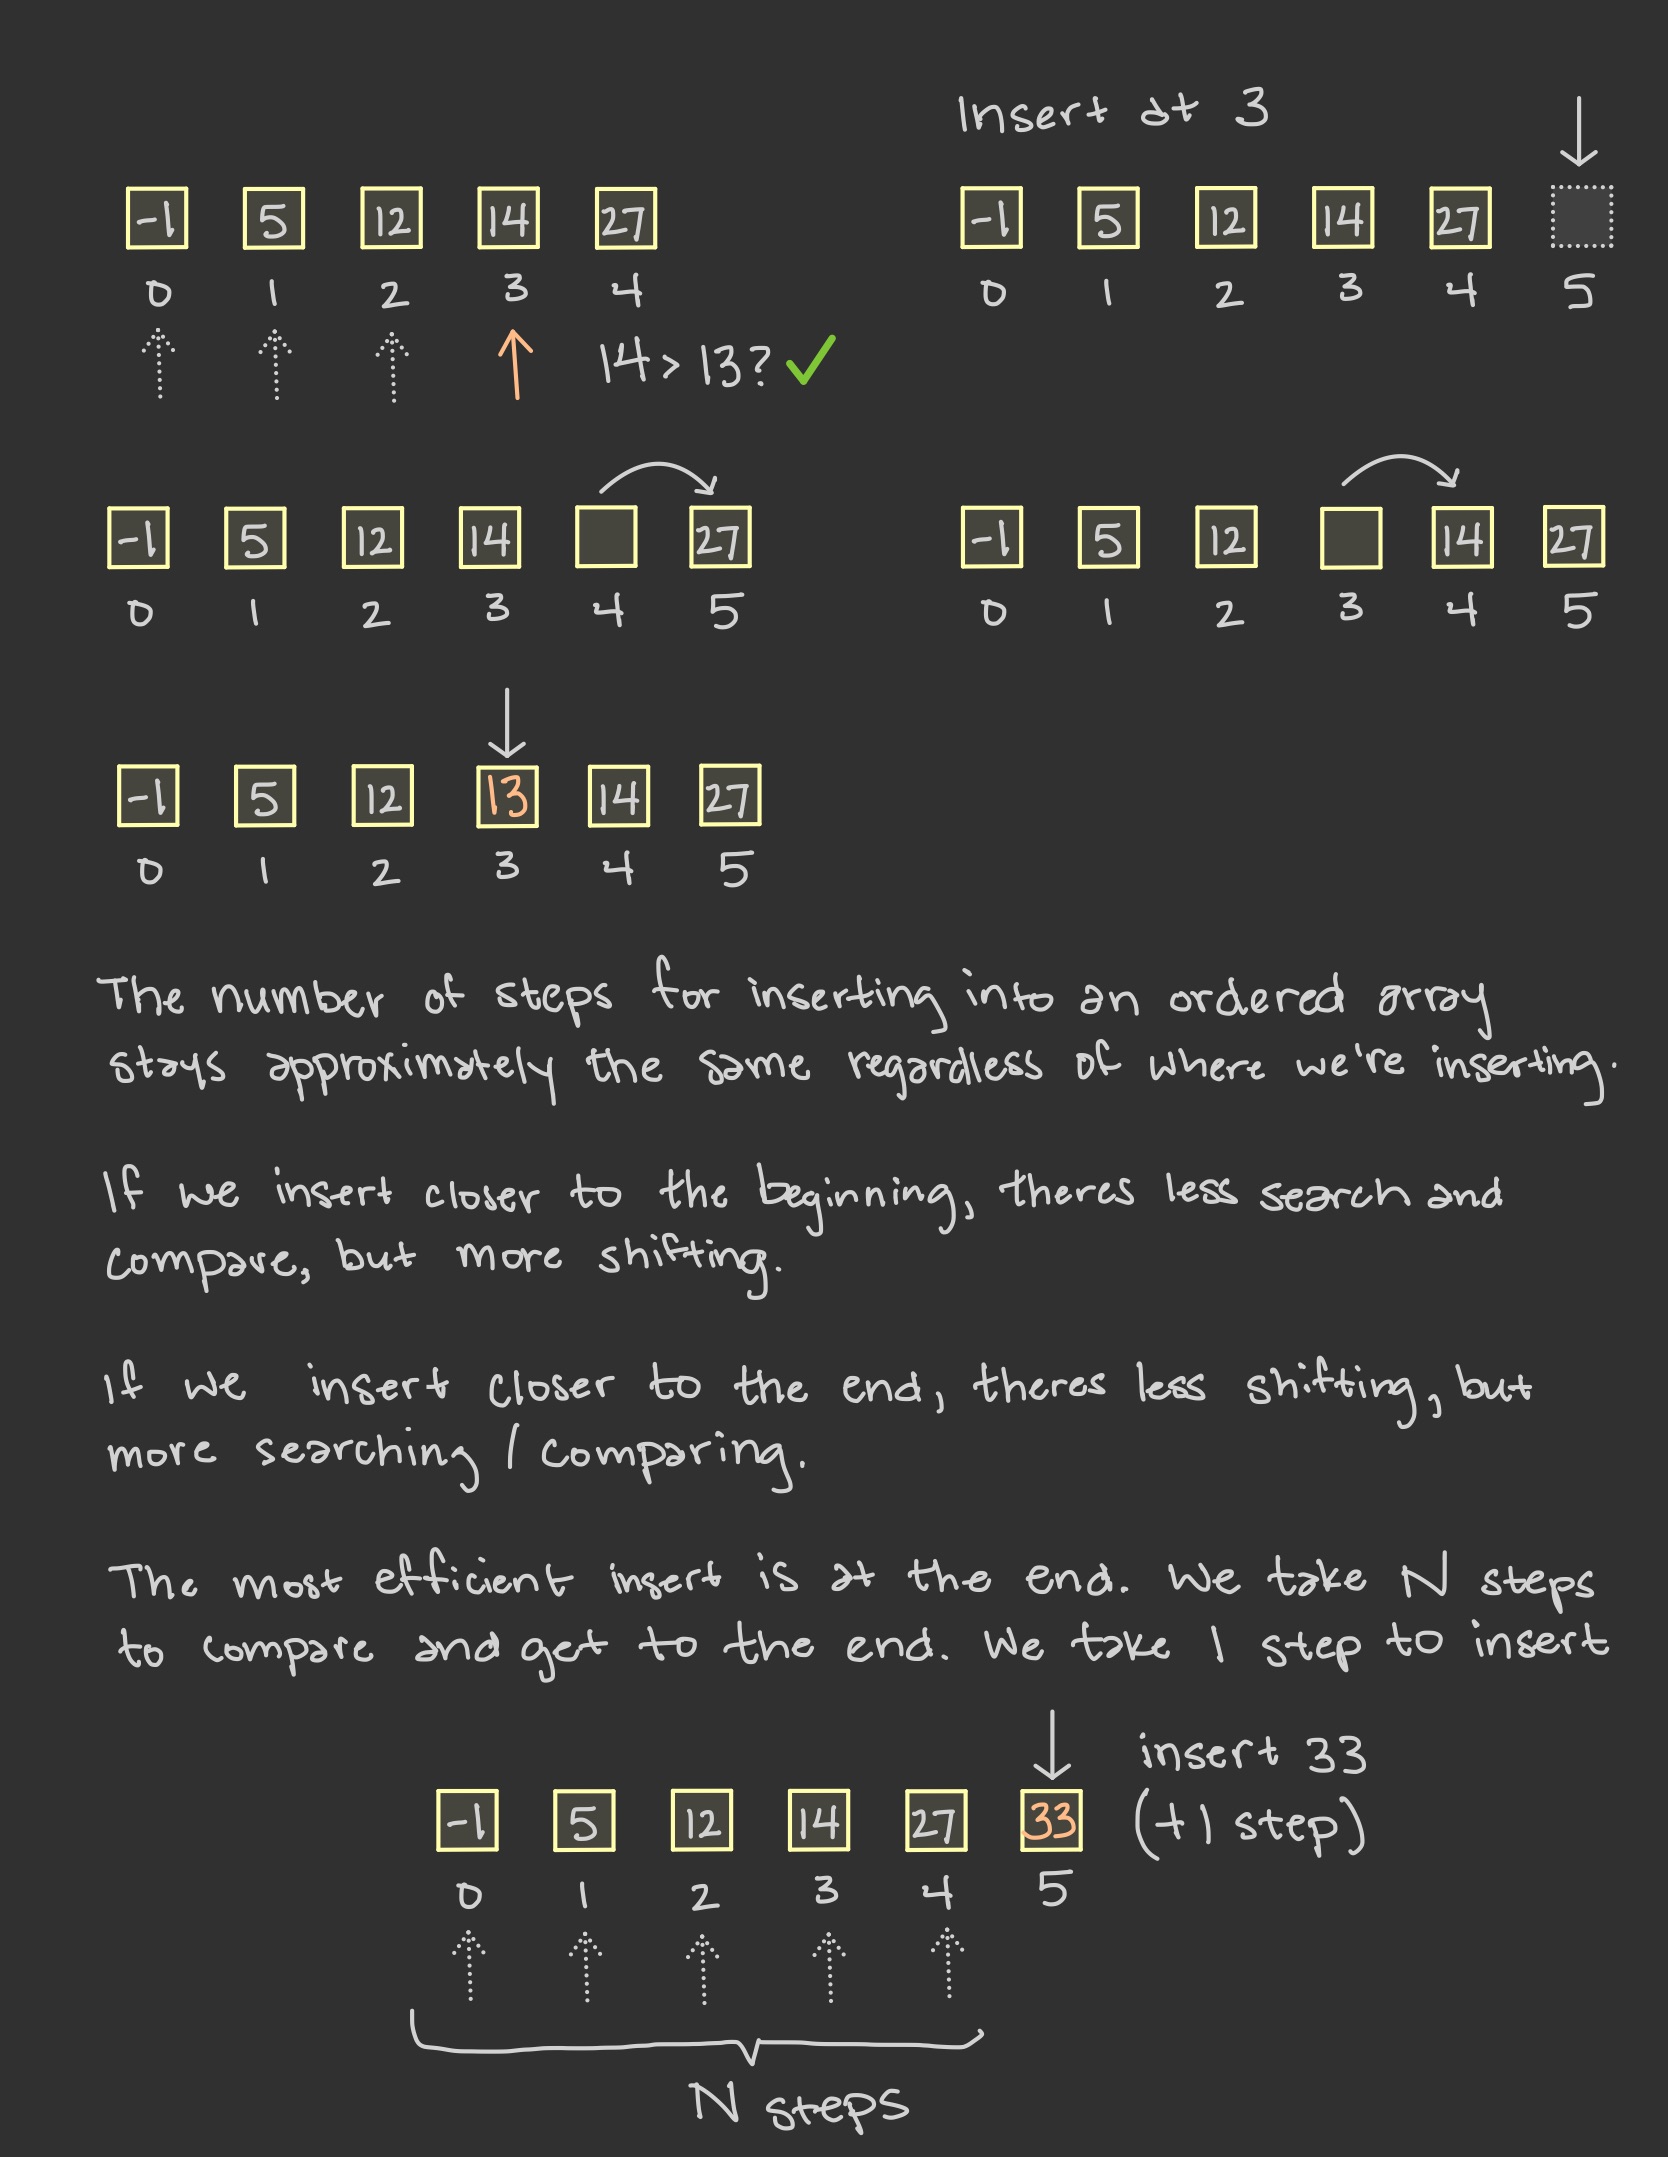 Insert at 3
-1 5 12 14 27
0 1 2 3 4
14 > 13? ✓
-1 5 12 14 27
0 1 2 3 4 5
-1 5 12 14 27
0 1 2 3 4 5
-1 5 12 14 27
0 1 2 3 4 5
-1 5 12 13 14 27
0 1 2 3 4 5
The number of steps for inserting into an ordered array
stays approximately the same regardless of where we're inserting.
If we insert closer to the beginning, theres less search and
compare, but more shifting.
If we insert closer to the end, theres less shifting, but
more searching / comparing.
The most efficient insert is at the end. We take N steps
to compare and get to the end. We take 1 step to insert
insert 33
(+1 step)
-1 5 12 14 27 33
0 1 2 3 4 5
N steps